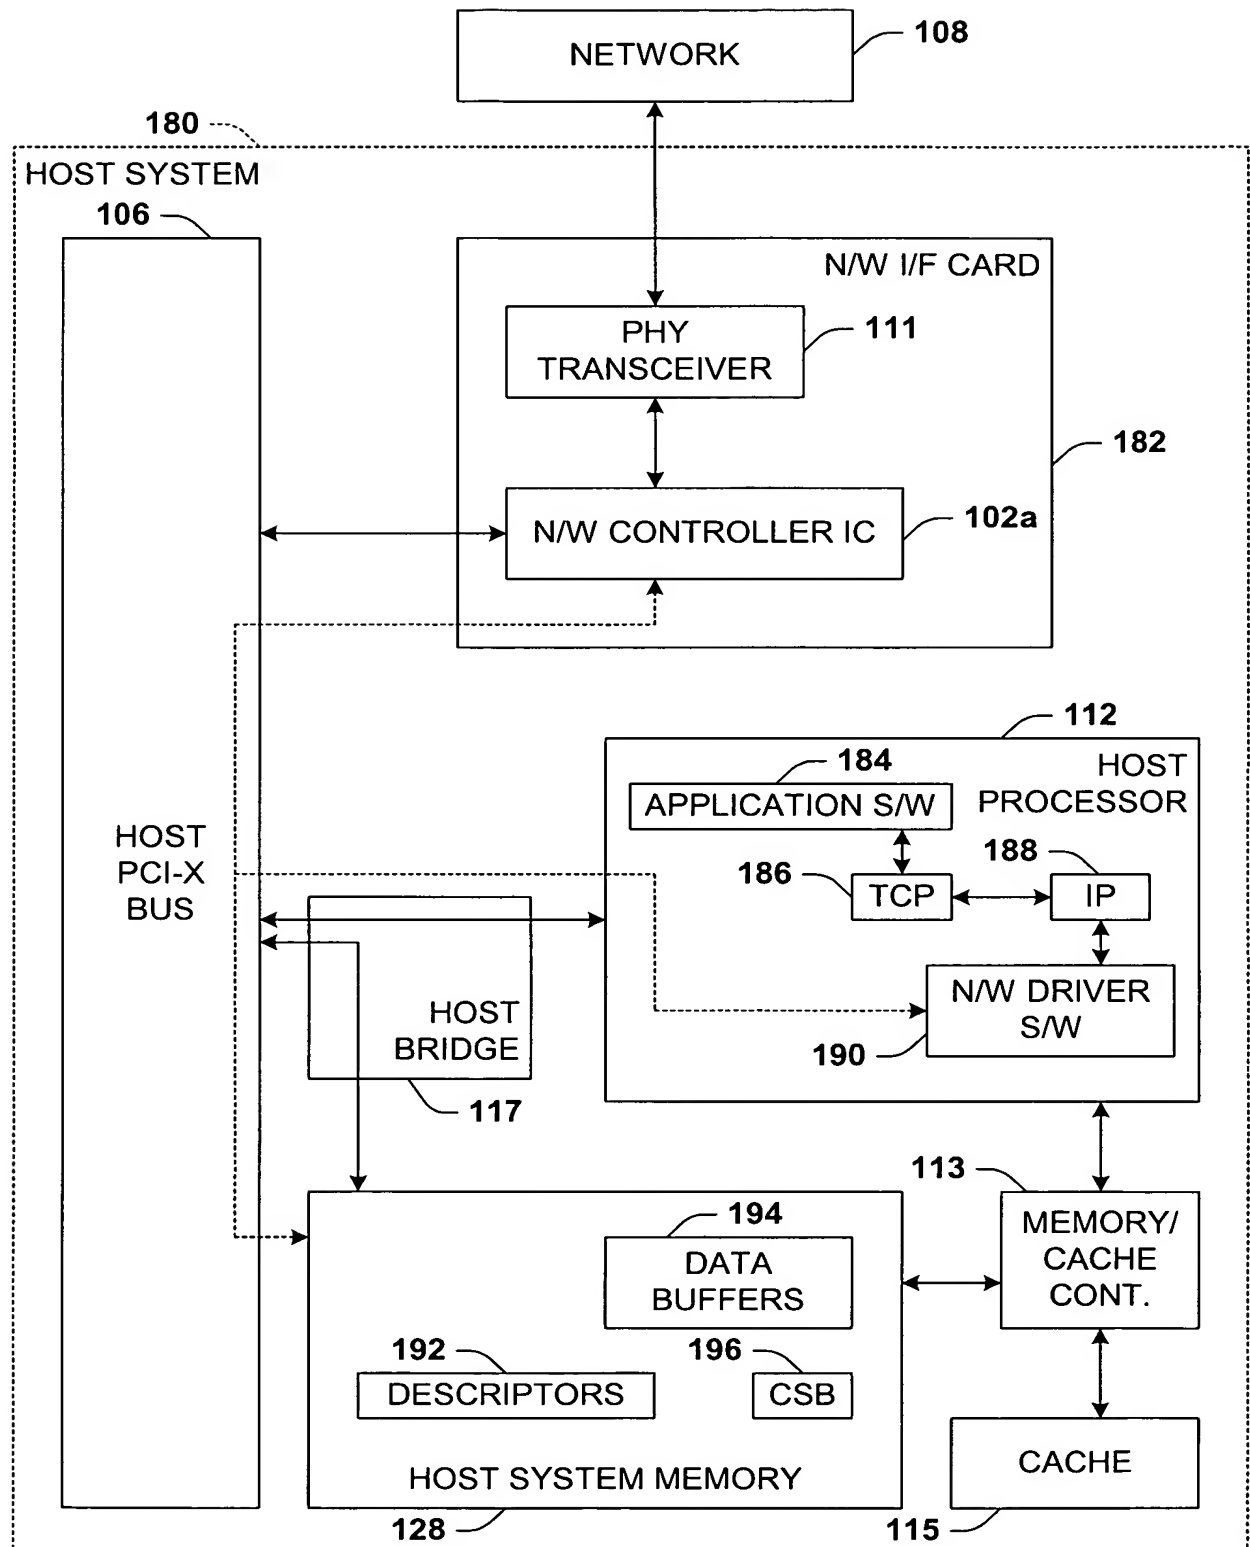 NETWORK
108
180
HOST SYSTEM
106
N/W I/F CARD
PHY
TRANSCEIVER
111
182
N/W CONTROLLER IC
102a
112
HOST
PROCESSOR
184
APPLICATION S/W
186
TCP
188
IP
N/W DRIVER
S/W
190
HOST
PCI-X
BUS
HOST
BRIDGE
117
113
MEMORY/
CACHE
CONT.
194
DATA
BUFFERS
192
DESCRIPTORS
196
CSB
HOST SYSTEM MEMORY
128
CACHE
115